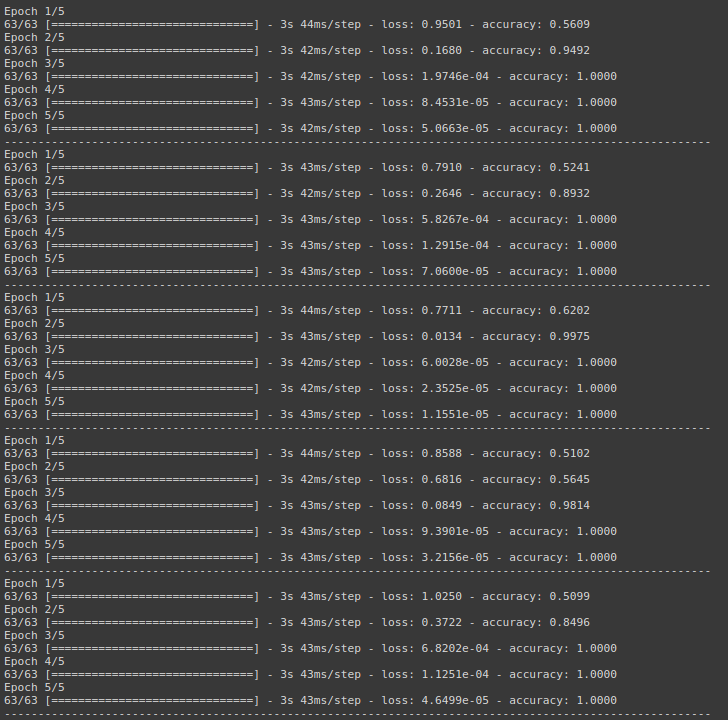 Epoch 1/5
63/63 [==============================] - 3s 44ms/step - loss: 0.9501 - accuracy: 0.5609
Epoch 2/5
63/63 [==============================] - 3s 42ms/step - loss: 0.1680 - accuracy: 0.9492
Epoch 3/5
63/63 [==============================] - 3s 42ms/step - loss: 1.9746e-04 - accuracy: 1.0000
Epoch 4/5
63/63 [==============================] - 3s 43ms/step - loss: 8.4531e-05 - accuracy: 1.0000
Epoch 5/5
63/63 [==============================] - 3s 42ms/step - loss: 5.0663e-05 - accuracy: 1.0000
---------------------------------------------------------------------------------------------------------
Epoch 1/5
63/63 [==============================] - 3s 43ms/step - loss: 0.7910 - accuracy: 0.5241
Epoch 2/5
63/63 [==============================] - 3s 42ms/step - loss: 0.2646 - accuracy: 0.8932
Epoch 3/5
63/63 [==============================] - 3s 43ms/step - loss: 5.8267e-04 - accuracy: 1.0000
Epoch 4/5
63/63 [==============================] - 3s 43ms/step - loss: 1.2915e-04 - accuracy: 1.0000
Epoch 5/5
63/63 [==============================] - 3s 43ms/step - loss: 7.0600e-05 - accuracy: 1.0000
---------------------------------------------------------------------------------------------------------
Epoch 1/5
63/63 [==============================] - 3s 44ms/step - loss: 0.7711 - accuracy: 0.6202
Epoch 2/5
63/63 [==============================] - 3s 43ms/step - loss: 0.0134 - accuracy: 0.9975
Epoch 3/5
63/63 [==============================] - 3s 42ms/step - loss: 6.0028e-05 - accuracy: 1.0000
Epoch 4/5
63/63 [==============================] - 3s 42ms/step - loss: 2.3525e-05 - accuracy: 1.0000
Epoch 5/5
63/63 [==============================] - 3s 43ms/step - loss: 1.1551e-05 - accuracy: 1.0000
---------------------------------------------------------------------------------------------------------
Epoch 1/5
63/63 [==============================] - 3s 44ms/step - loss: 0.8588 - accuracy: 0.5102
Epoch 2/5
63/63 [==============================] - 3s 42ms/step - loss: 0.6816 - accuracy: 0.5645
Epoch 3/5
63/63 [==============================] - 3s 43ms/step - loss: 0.0849 - accuracy: 0.9814
Epoch 4/5
63/63 [==============================] - 3s 43ms/step - loss: 9.3901e-05 - accuracy: 1.0000
Epoch 5/5
63/63 [==============================] - 3s 43ms/step - loss: 3.2156e-05 - accuracy: 1.0000
---------------------------------------------------------------------------------------------------------
Epoch 1/5
63/63 [==============================] - 3s 43ms/step - loss: 1.0250 - accuracy: 0.5099
Epoch 2/5
63/63 [==============================] - 3s 43ms/step - loss: 0.3722 - accuracy: 0.8496
Epoch 3/5
63/63 [==============================] - 3s 43ms/step - loss: 6.8202e-04 - accuracy: 1.0000
Epoch 4/5
63/63 [==============================] - 3s 43ms/step - loss: 1.1251e-04 - accuracy: 1.0000
Epoch 5/5
63/63 [==============================] - 3s 43ms/step - loss: 4.6499e-05 - accuracy: 1.0000
---------------------------------------------------------------------------------------------------------